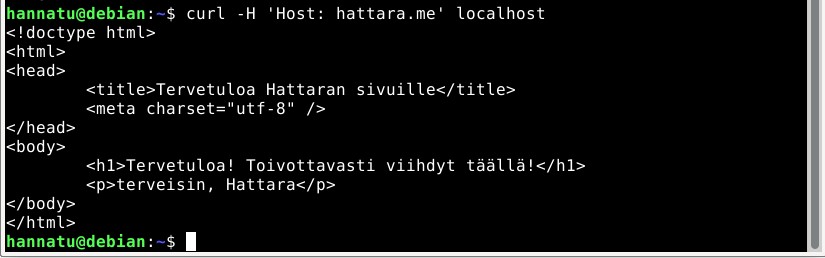 hannatu@debian:~$ curl -H 'Host: hattara.me' localhost
<!doctype html>
<html>
<head>
        <title>Tervetuloa Hattaran sivuille</title>
        <meta charset="utf-8" />
</head>
<body>
        <h1>Tervetuloa! Toivottavasti viihdyt täällä!</h1>
        <p>terveisin, Hattara</p>
</body>
</html>
hannatu@debian:~$